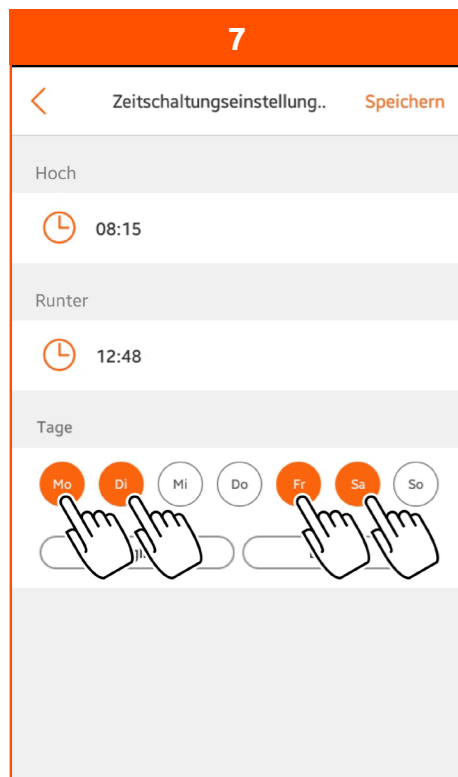 7
Zeitschaltungseinstellung.. Speichern
Hoch
08:15
Runter
12:48
Tage
Mo Di Mi Do Fr Sa So